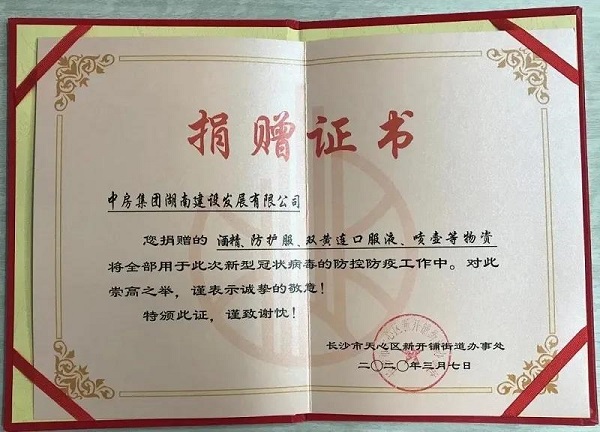 捐赠证书
中房集团湖南建设发展有限公司
您捐赠的 酒精、防护服、双黄连口服液、喷壶等物资
将全部用于此次新型冠状病毒的防控防疫工作中。对此
崇高之举，谨表示诚挚的敬意！
特颁此证，谨致谢忱！
长沙市天心区新开铺街道办事处
二〇二〇年三月七日